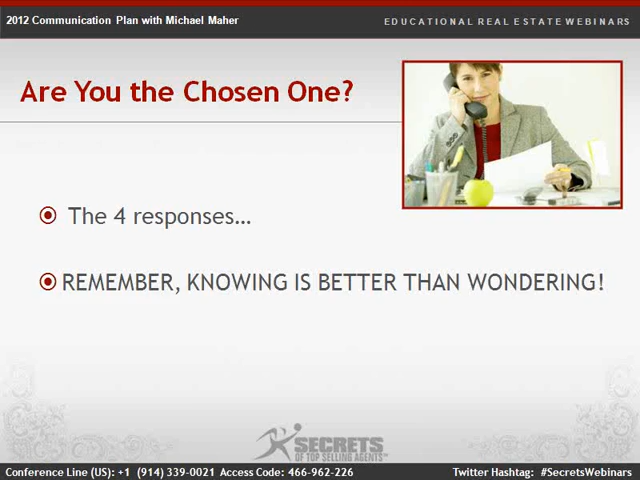 2012 Communication Plan with Michael Maher
EDUCATIONAL REAL ESTATE WEBINARS
Are You the Chosen One?
The 4 responses...
REMEMBER, KNOWING IS BETTER THAN WONDERING!
SECRETS
OF TOP SELLING AGENTS
Conference Line (US): +1 (914) 339-0021 Access Code: 466-962-226
Twitter Hashtag: #SecretsWebinars